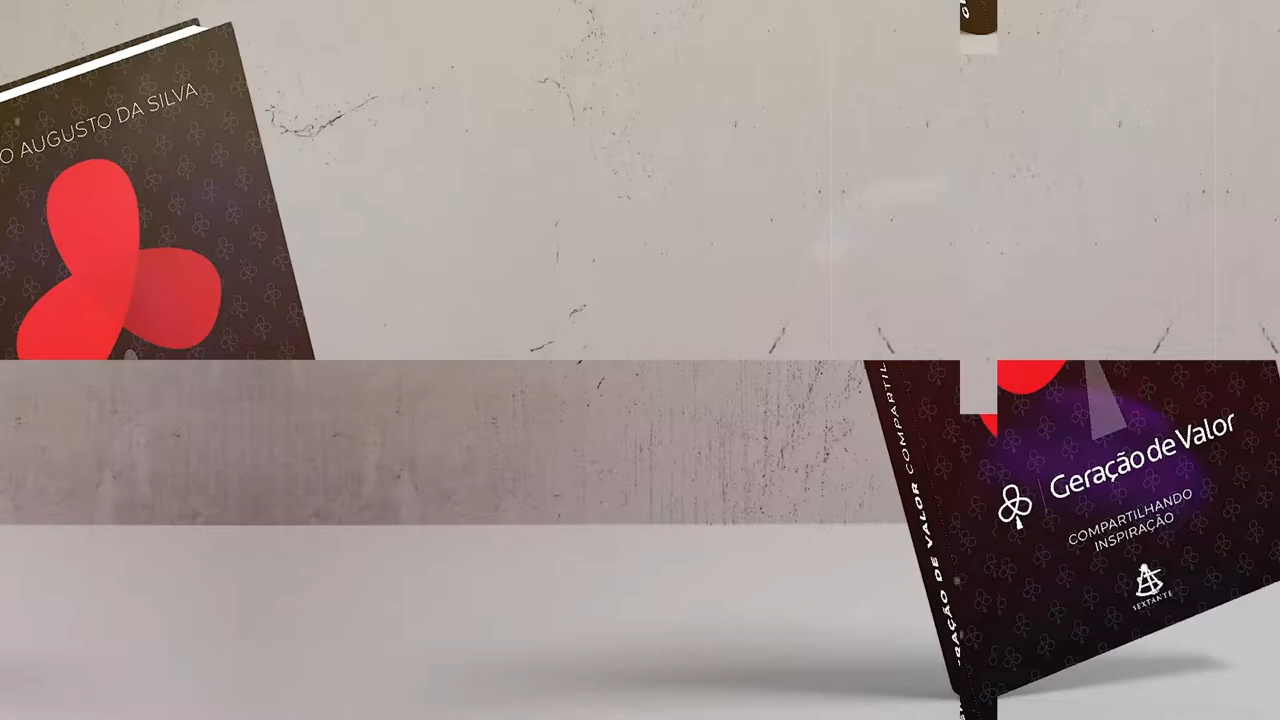 O AUGUSTO DA SILVA
GERAÇÃO DE VALOR COMPARTIL
Geração de Valor
COMPARTILHANDO
INSPIRAÇÃO
SEXTANTE